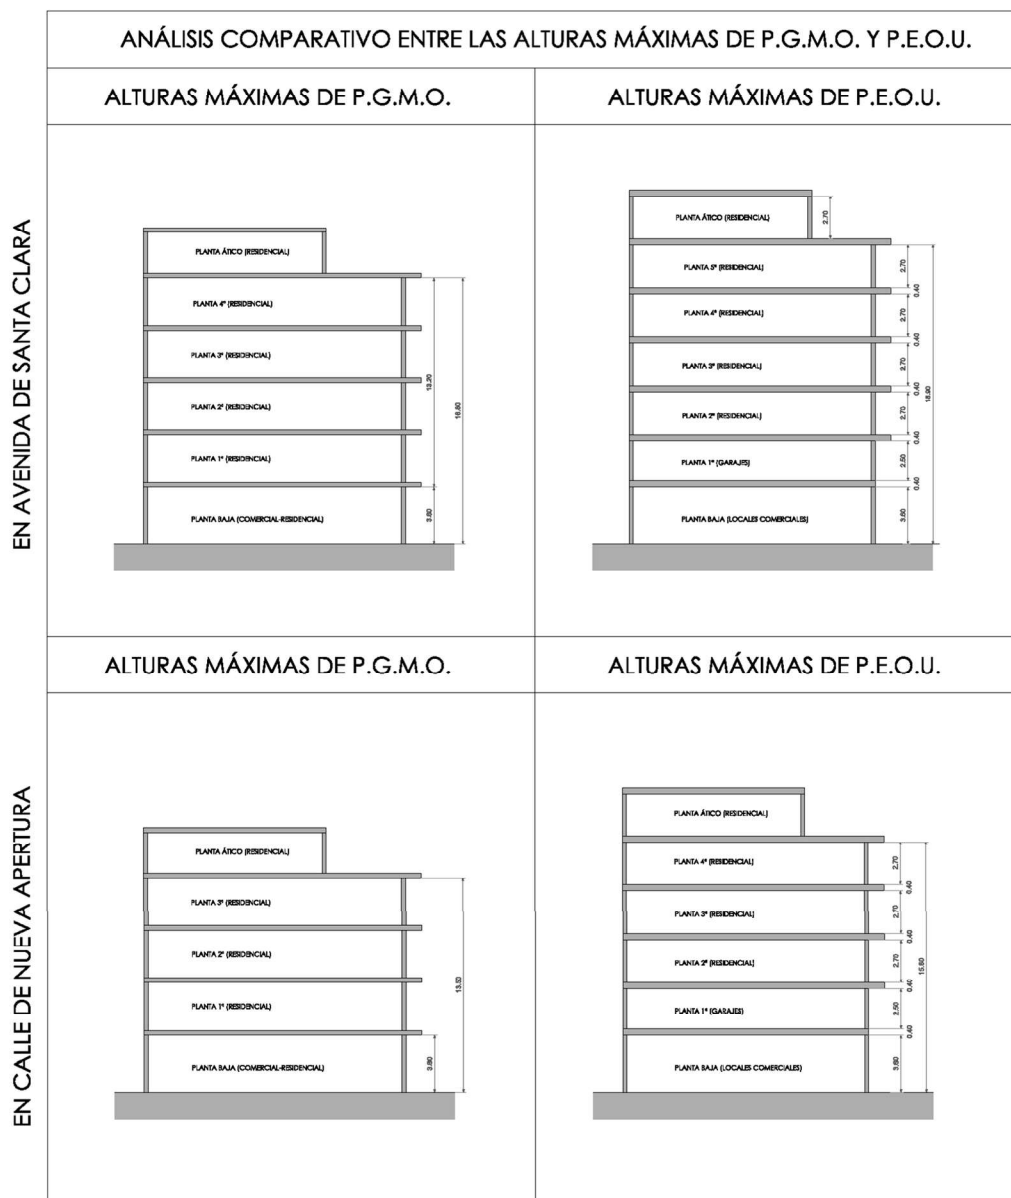 ANÁLISIS COMPARATIVO ENTRE LAS ALTURAS MÁXIMAS DE P.G.M.O. Y P.E.O.U.
ALTURAS MÁXIMAS DE P.G.M.O.
ALTURAS MÁXIMAS DE P.E.O.U.
EN AVENIDA DE SANTA CLARA
PLANTA ÁTICO (RESIDENCIAL)
PLANTA 4ª (RESIDENCIAL)
PLANTA 3ª (RESIDENCIAL)
PLANTA 2ª (RESIDENCIAL)
PLANTA 1ª (RESIDENCIAL)
PLANTA BAJA (COMERCIAL-RESIDENCIAL)
13.20
16.80
3.60
PLANTA ÁTICO (RESIDENCIAL)
PLANTA 5ª (RESIDENCIAL)
PLANTA 4ª (RESIDENCIAL)
PLANTA 3ª (RESIDENCIAL)
PLANTA 2ª (RESIDENCIAL)
PLANTA 1ª (GARAJES)
PLANTA BAJA (LOCALES COMERCIALES)
2.70
2.70
0.40
2.70
0.40
2.70
0.40
2.70
0.40
2.50
0.40
3.60
18.90
ALTURAS MÁXIMAS DE P.G.M.O.
ALTURAS MÁXIMAS DE P.E.O.U.
EN CALLE DE NUEVA APERTURA
PLANTA ÁTICO (RESIDENCIAL)
PLANTA 3ª (RESIDENCIAL)
PLANTA 2ª (RESIDENCIAL)
PLANTA 1ª (RESIDENCIAL)
PLANTA BAJA (COMERCIAL-RESIDENCIAL)
13.50
3.60
PLANTA ÁTICO (RESIDENCIAL)
PLANTA 4ª (RESIDENCIAL)
PLANTA 3ª (RESIDENCIAL)
PLANTA 2ª (RESIDENCIAL)
PLANTA 1ª (GARAJES)
PLANTA BAJA (LOCALES COMERCIALES)
2.70
0.40
2.70
0.40
2.70
0.40
2.50
0.40
3.60
15.80